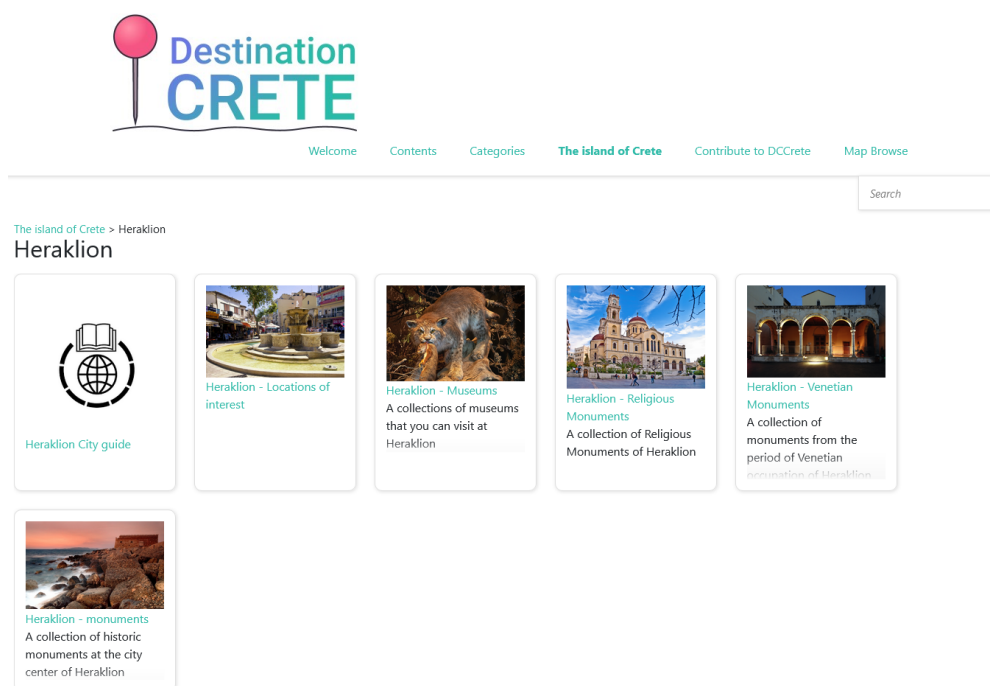 Destination
CRETE
Welcome Contents Categories The island of Crete Contribute to DCCrete Map Browse
Search
The island of Crete > Heraklion
Heraklion
Heraklion City guide
Heraklion - Locations of
interest
Heraklion - Museums
A collections of museums
that you can visit at
Heraklion
Heraklion - Religious
Monuments
A collection of Religious
Monuments of Heraklion
Heraklion - Venetian
Monuments
A collection of
monuments from the
period of Venetian
occupation of Heraklion
Heraklion - monuments
A collection of historic
monuments at the city
center of Heraklion